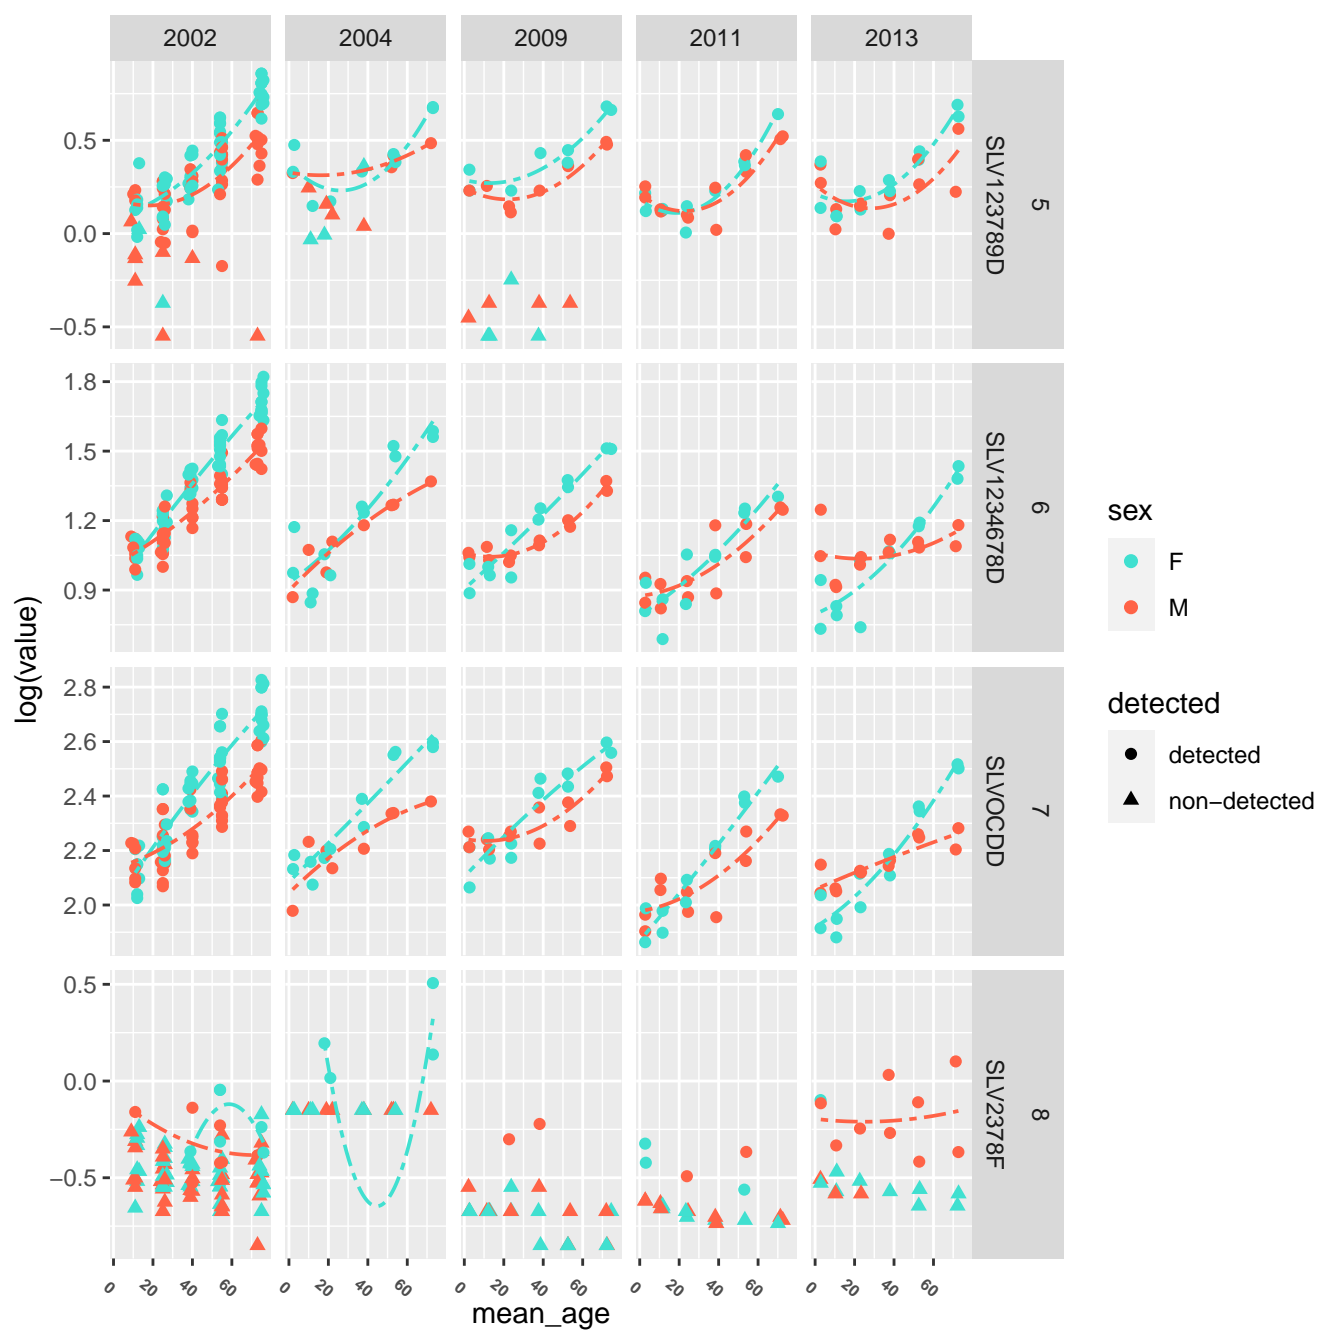 2002 2004 2009 2011 2013
0.5
0.0
−0.5
SLV123789D
5
1.8
1.5
1.2
0.9
SLV1234678D
6
2.8
2.6
2.4
2.2
2.0
SLVOCDD
7
0.5
0.0
−0.5
SLV2378F
8
0 20 40 60 0 20 40 60 0 20 40 60 0 20 40 60 0 20 40 60
mean_age
log(value)
sex
F
M
detected
detected
non−detected